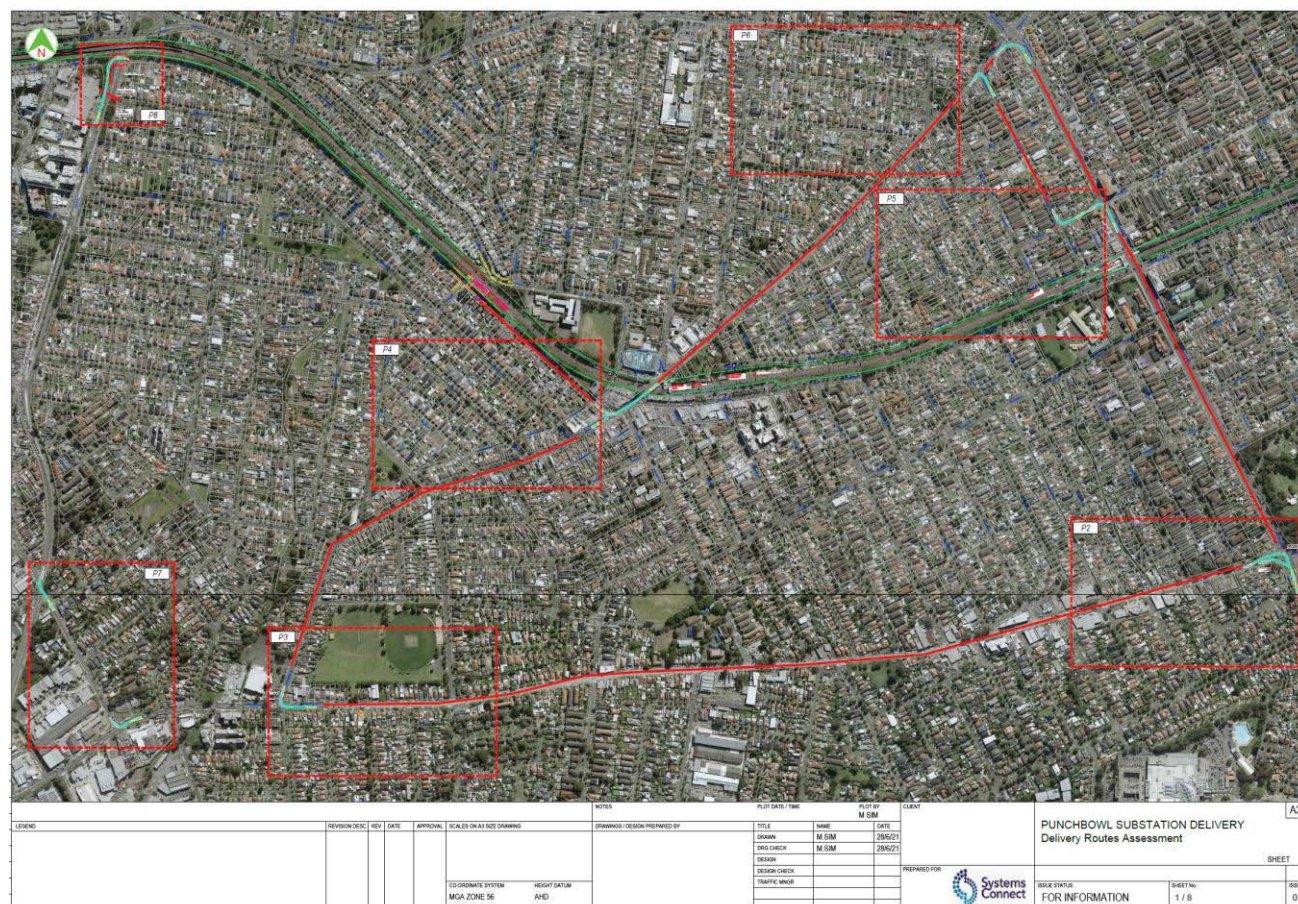 N
P8
P6
P5
P4
P2
P7
P3
LEGEND
REVISION DESC
REV
DATE
APPROVAL
SCALES ON A3 SIZE DRAWING
CO-ORDINATE SYSTEM
HEIGHT DATUM
MGA ZONE 56
AHD
NOTES
DRAWINGS / DESIGN PREPARED BY
PLOT DATE / TIME
PLOT BY
M SIM
TITLE
NAME
DATE
DRAWN
M.SIM
28/6/21
DRG CHECK
M.SIM
28/6/21
DESIGN
DESIGN CHECK
TRAFFIC MNGR
CLIENT
PREPARED FOR
Systems
Connect
PUNCHBOWL SUBSTATION DELIVERY
Delivery Routes Assessment
SHEET
ISSUE STATUS
FOR INFORMATION
SHEET No.
1 / 8